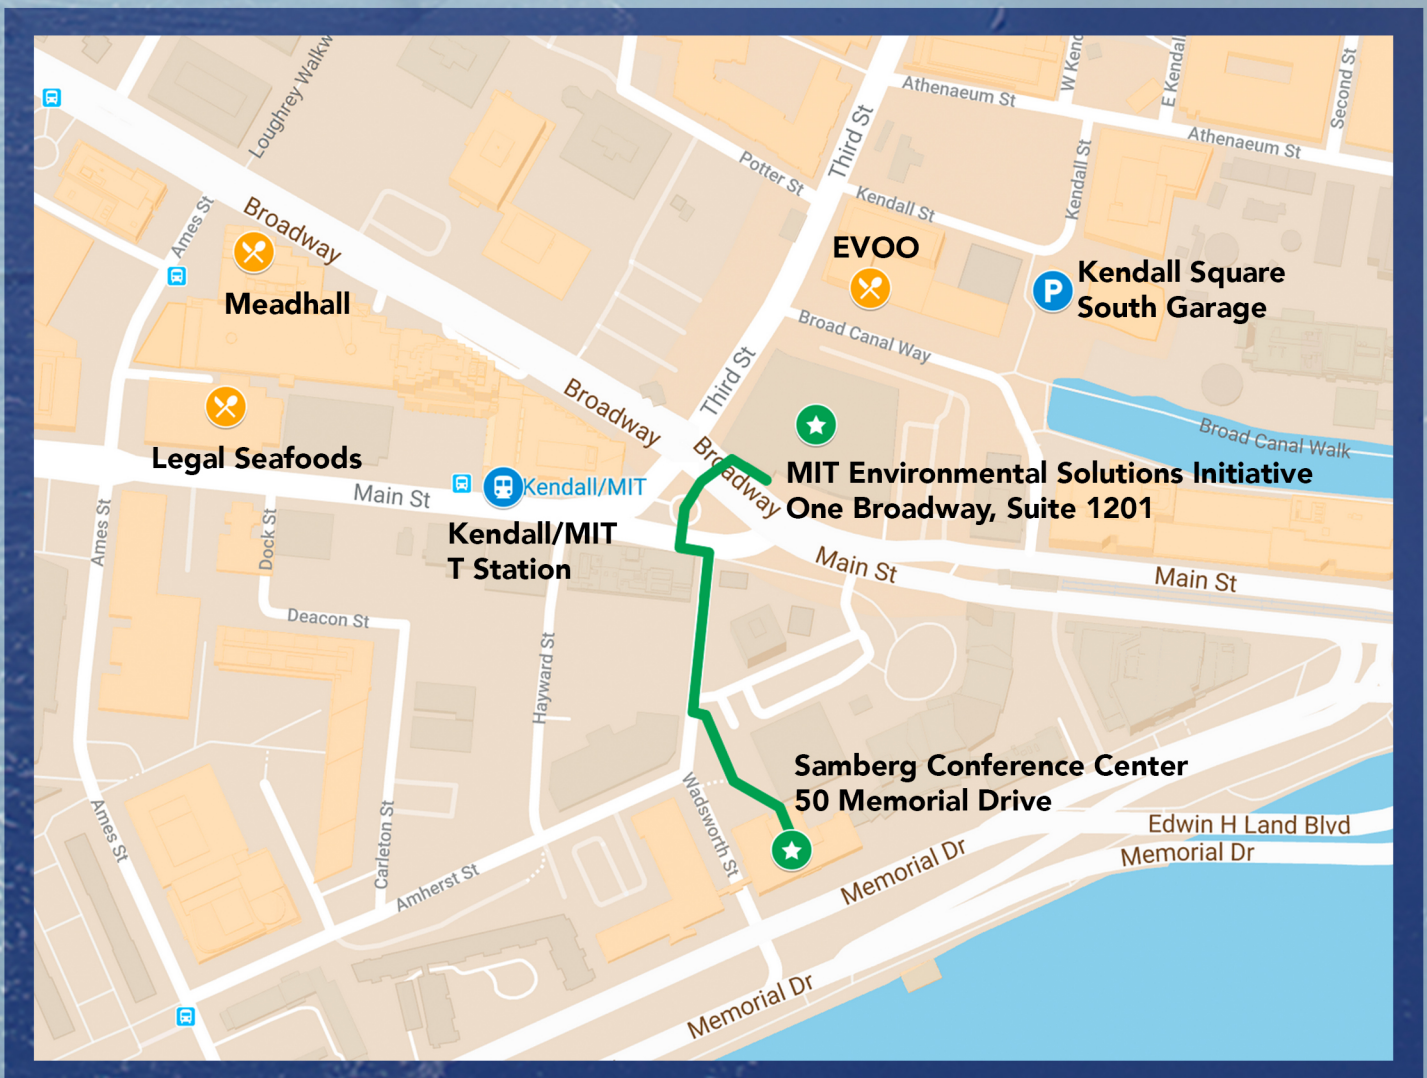 Loughrey Walkw
Third St
Athenaeum St
W Kend
E Kendall
Second St
Athenaeum St
Potter St
Kendall St
Kendall St
Ames St
Broadway
EVOO
Kendall Square
South Garage
Meadhall
Broad Canal Way
Third St
Broadway
Broad Canal Walk
Legal Seafoods
Broadway
MIT Environmental Solutions Initiative
One Broadway, Suite 1201
Main St
Kendall/MIT
Kendall/MIT
T Station
Ames St
Dock St
Main St
Main St
Deacon St
Hayward St
Samberg Conference Center
50 Memorial Drive
Ames St
Carleton St
Wadsworth St
Edwin H Land Blvd
Memorial Dr
Memorial Dr
Amherst St
Memorial Dr